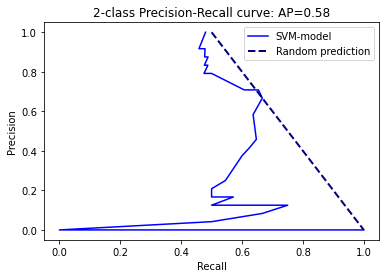 2-class Precision-Recall curve: AP=0.58
SVM-model
Random prediction
1.0
0.8
0.6
0.4
0.2
0.0
Precision
0.0 0.2 0.4 0.6 0.8 1.0
Recall